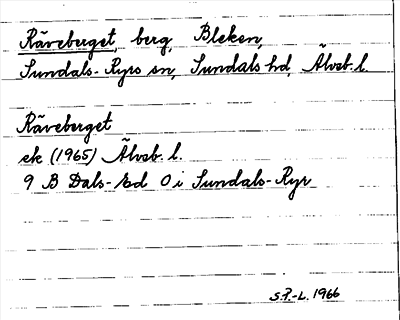 Räveberget, berg, Bleken,
Sundals-Ryrs sn, Sundals hd, Älvsb. l.
Räveberget
ek (1965) Älvsb. l.
9 B Dals-Ed O i Sundals-Ryr
S.P.-L. 1966